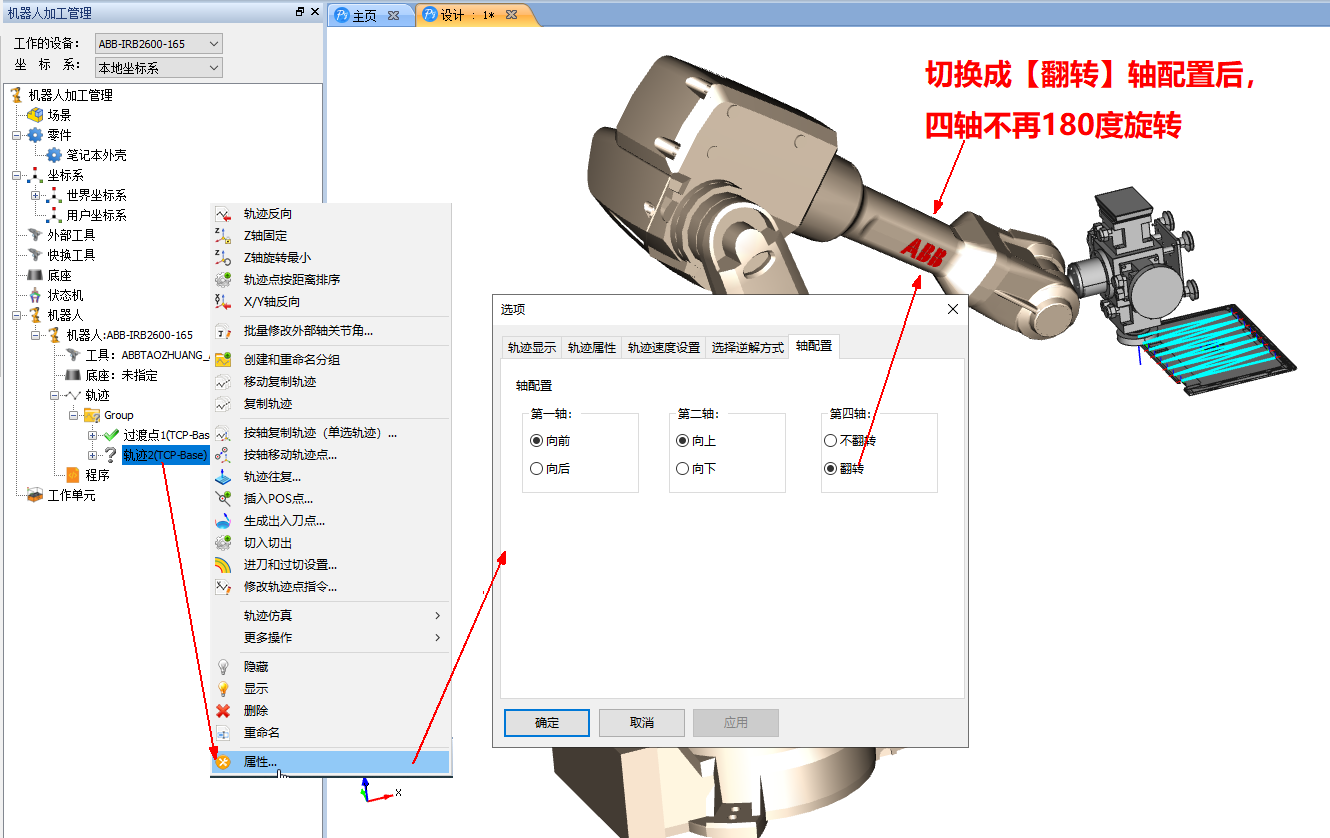 机器人加工管理
主页
设计 : 1*
工作的设备:
ABB-IRB2600-165
坐 标 系:
本地坐标系
机器人加工管理
场景
零件
笔记本外壳
坐标系
世界坐标系
用户坐标系
外部工具
快换工具
底座
状态机
机器人
机器人:ABB-IRB2600-165
工具: ABBTAOZHUANG_
底座: 未指定
轨迹
Group
过渡点1(TCP-Bas
轨迹2(TCP-Base)
程序
工作单元
轨迹反向
Z轴固定
Z轴旋转最小
轨迹点按距离排序
X/Y轴反向
批量修改外部轴关节角...
创建和重命名分组
移动复制轨迹
复制轨迹
按轴复制轨迹（单选轨迹）...
按轴移动轨迹点...
轨迹往复...
插入POS点...
生成出入刀点...
切入切出
进刀和过切设置...
修改轨迹点指令...
轨迹仿真
更多操作
隐藏
显示
删除
重命名
属性...
切换成【翻转】轴配置后，
四轴不再180度旋转
ABB
选项
轨迹显示
轨迹属性
轨迹速度设置
选择逆解方式
轴配置
轴配置
第一轴:
向前
向后
第二轴:
向上
向下
第四轴:
不翻转
翻转
确定
取消
应用
X